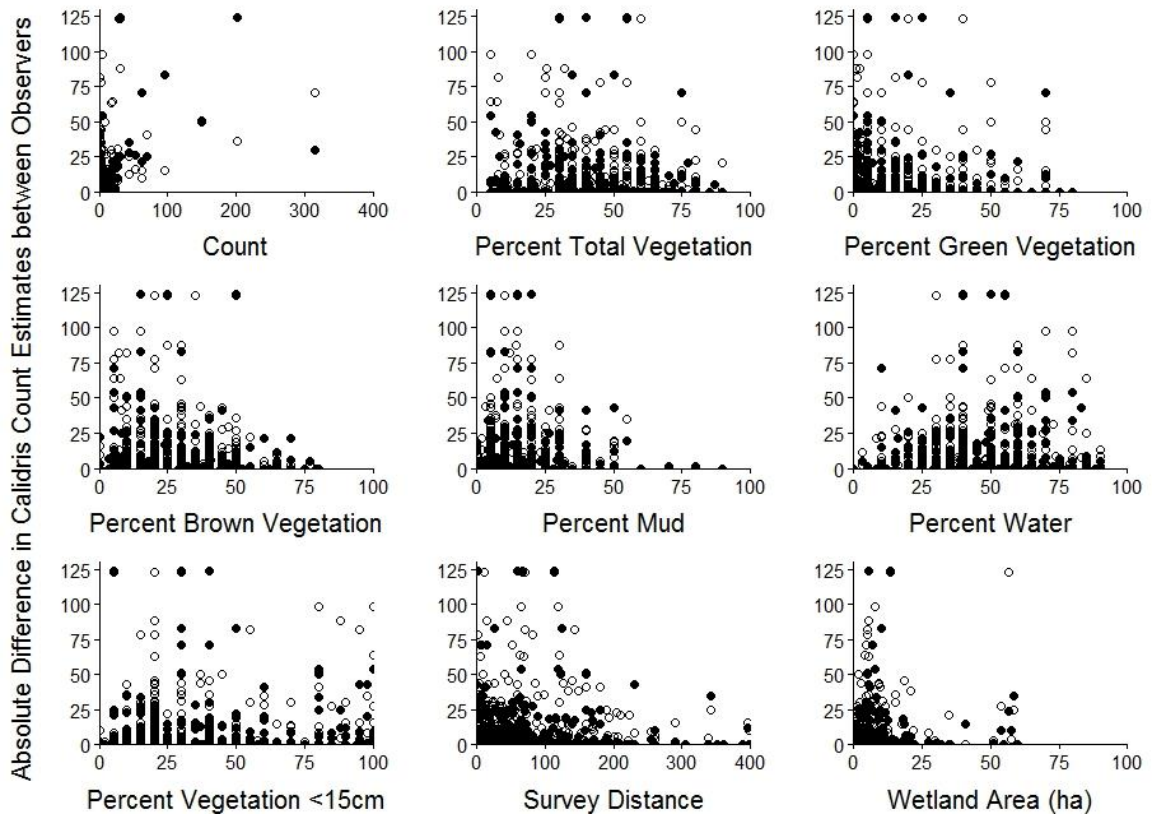 Absolute Difference in Calidris Count Estimates between Observers
125
100
75
50
25
0
0 100 200 300 400
Count
125
100
75
50
25
0
0 25 50 75 100
Percent Total Vegetation
125
100
75
50
25
0
0 25 50 75 100
Percent Green Vegetation
125
100
75
50
25
0
0 25 50 75 100
Percent Brown Vegetation
125
100
75
50
25
0
0 25 50 75 100
Percent Mud
125
100
75
50
25
0
0 25 50 75 100
Percent Water
125
100
75
50
25
0
0 25 50 75 100
Percent Vegetation <15cm
125
100
75
50
25
0
0 100 200 300 400
Survey Distance
125
100
75
50
25
0
0 25 50 75 100
Wetland Area (ha)